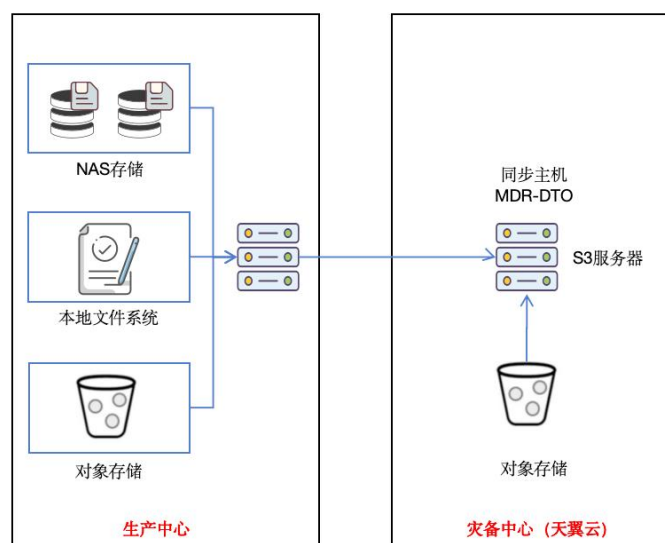 NAS存储
本地文件系统
对象存储
生产中心
同步主机
MDR-DTO
S3服务器
对象存储
灾备中心（天翼云）